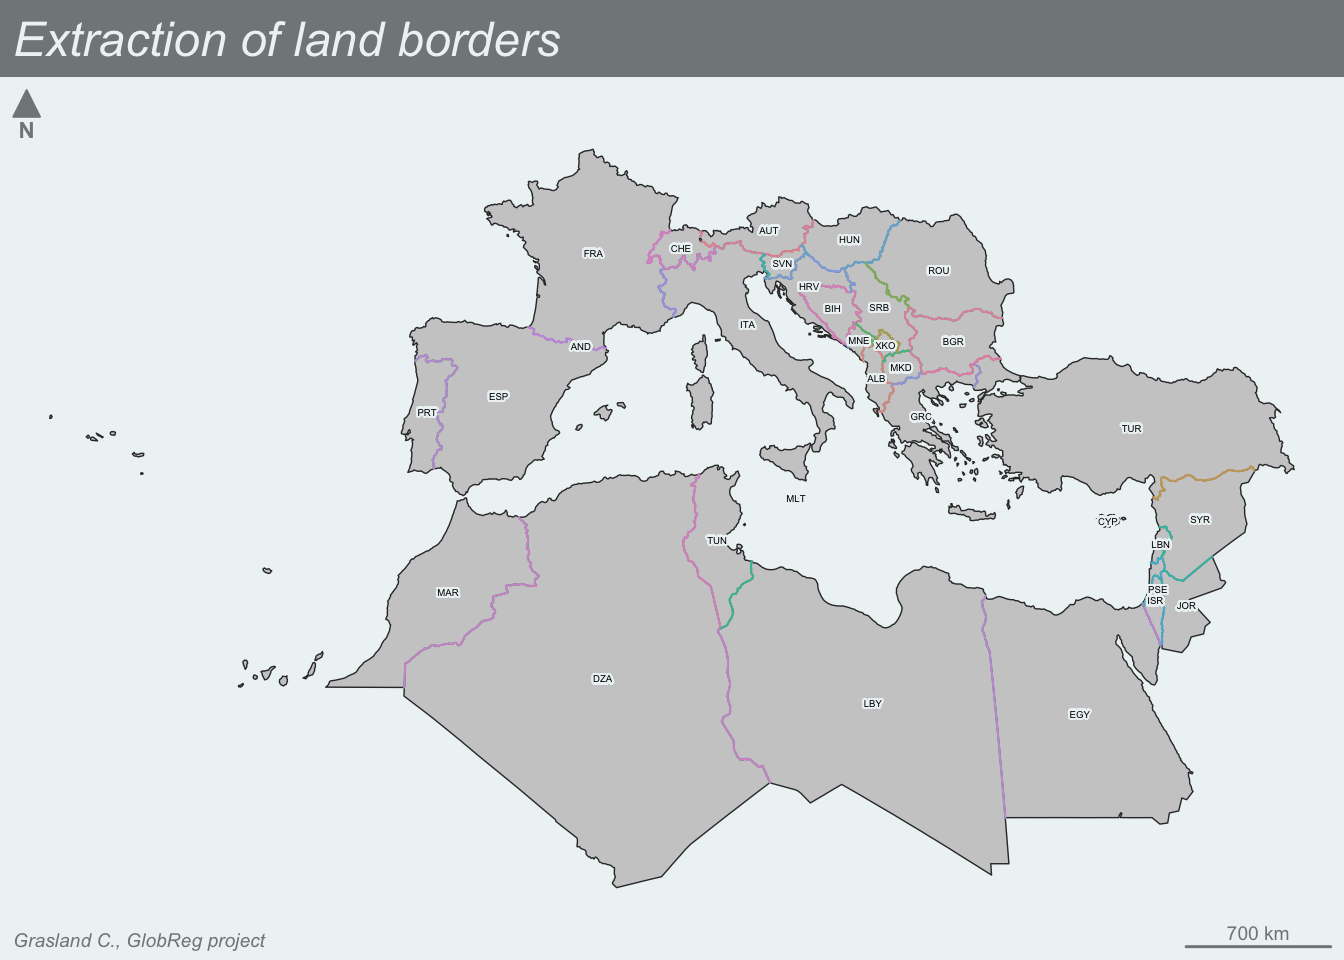 Extraction of land borders
N
FRA
CHE
AUT
HUN
SVN
ROU
HRV
BIH
SRB
ITA
MNE
XKO
BGR
AND
MKD
ALB
ESP
PRT
GRC
TUR
MLT
CYP
SYR
TUN
LBN
MAR
PSE
ISR
JOR
DZA
LBY
EGY
Grasland C., GlobReg project
700 km